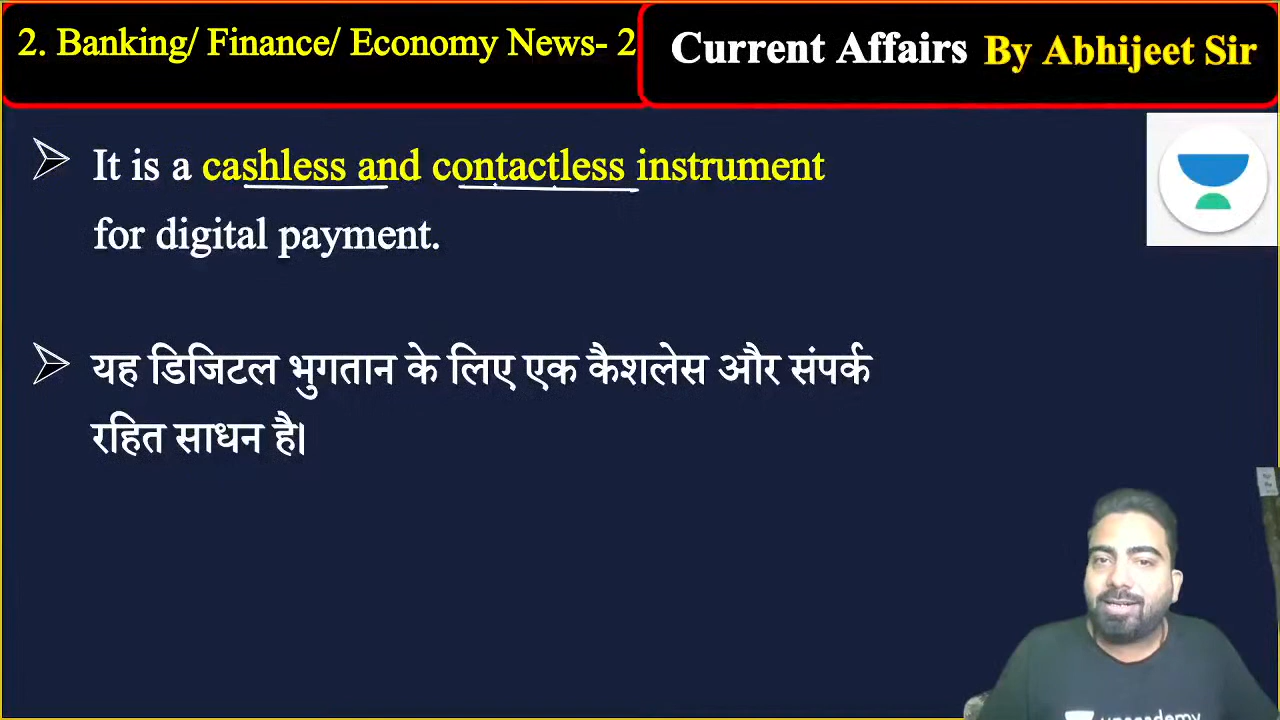 2. Banking/ Finance/ Economy News- 2
Current Affairs By Abhijeet Sir
It is a cashless and contactless instrument
for digital payment.
यह डिजिटल भुगतान के लिए एक कैशलेस और संपर्क
रहित साधन है।
unacademy